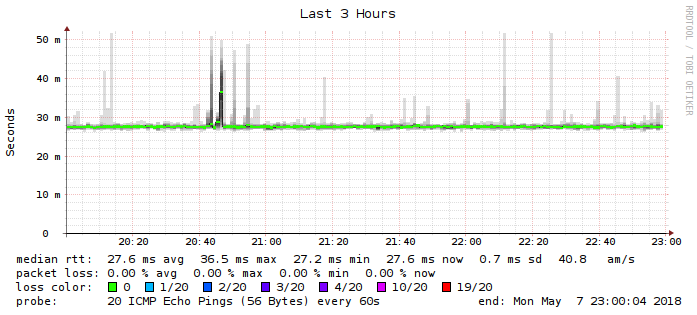 Last 3 Hours
RRDTOOL / TOBI OETIKER
Seconds
50 m
40 m
30 m
20 m
10 m
0
20:20 20:40 21:00 21:20 21:40 22:00 22:20 22:40 23:00
median rtt: 27.6 ms avg 36.5 ms max 27.2 ms min 27.6 ms now 0.7 ms sd 40.8 am/s
packet loss: 0.00 % avg 0.00 % max 0.00 % min 0.00 % now
loss color: 0 1/20 2/20 3/20 4/20 10/20 19/20
probe: 20 ICMP Echo Pings (56 Bytes) every 60s end: Mon May 7 23:00:04 2018